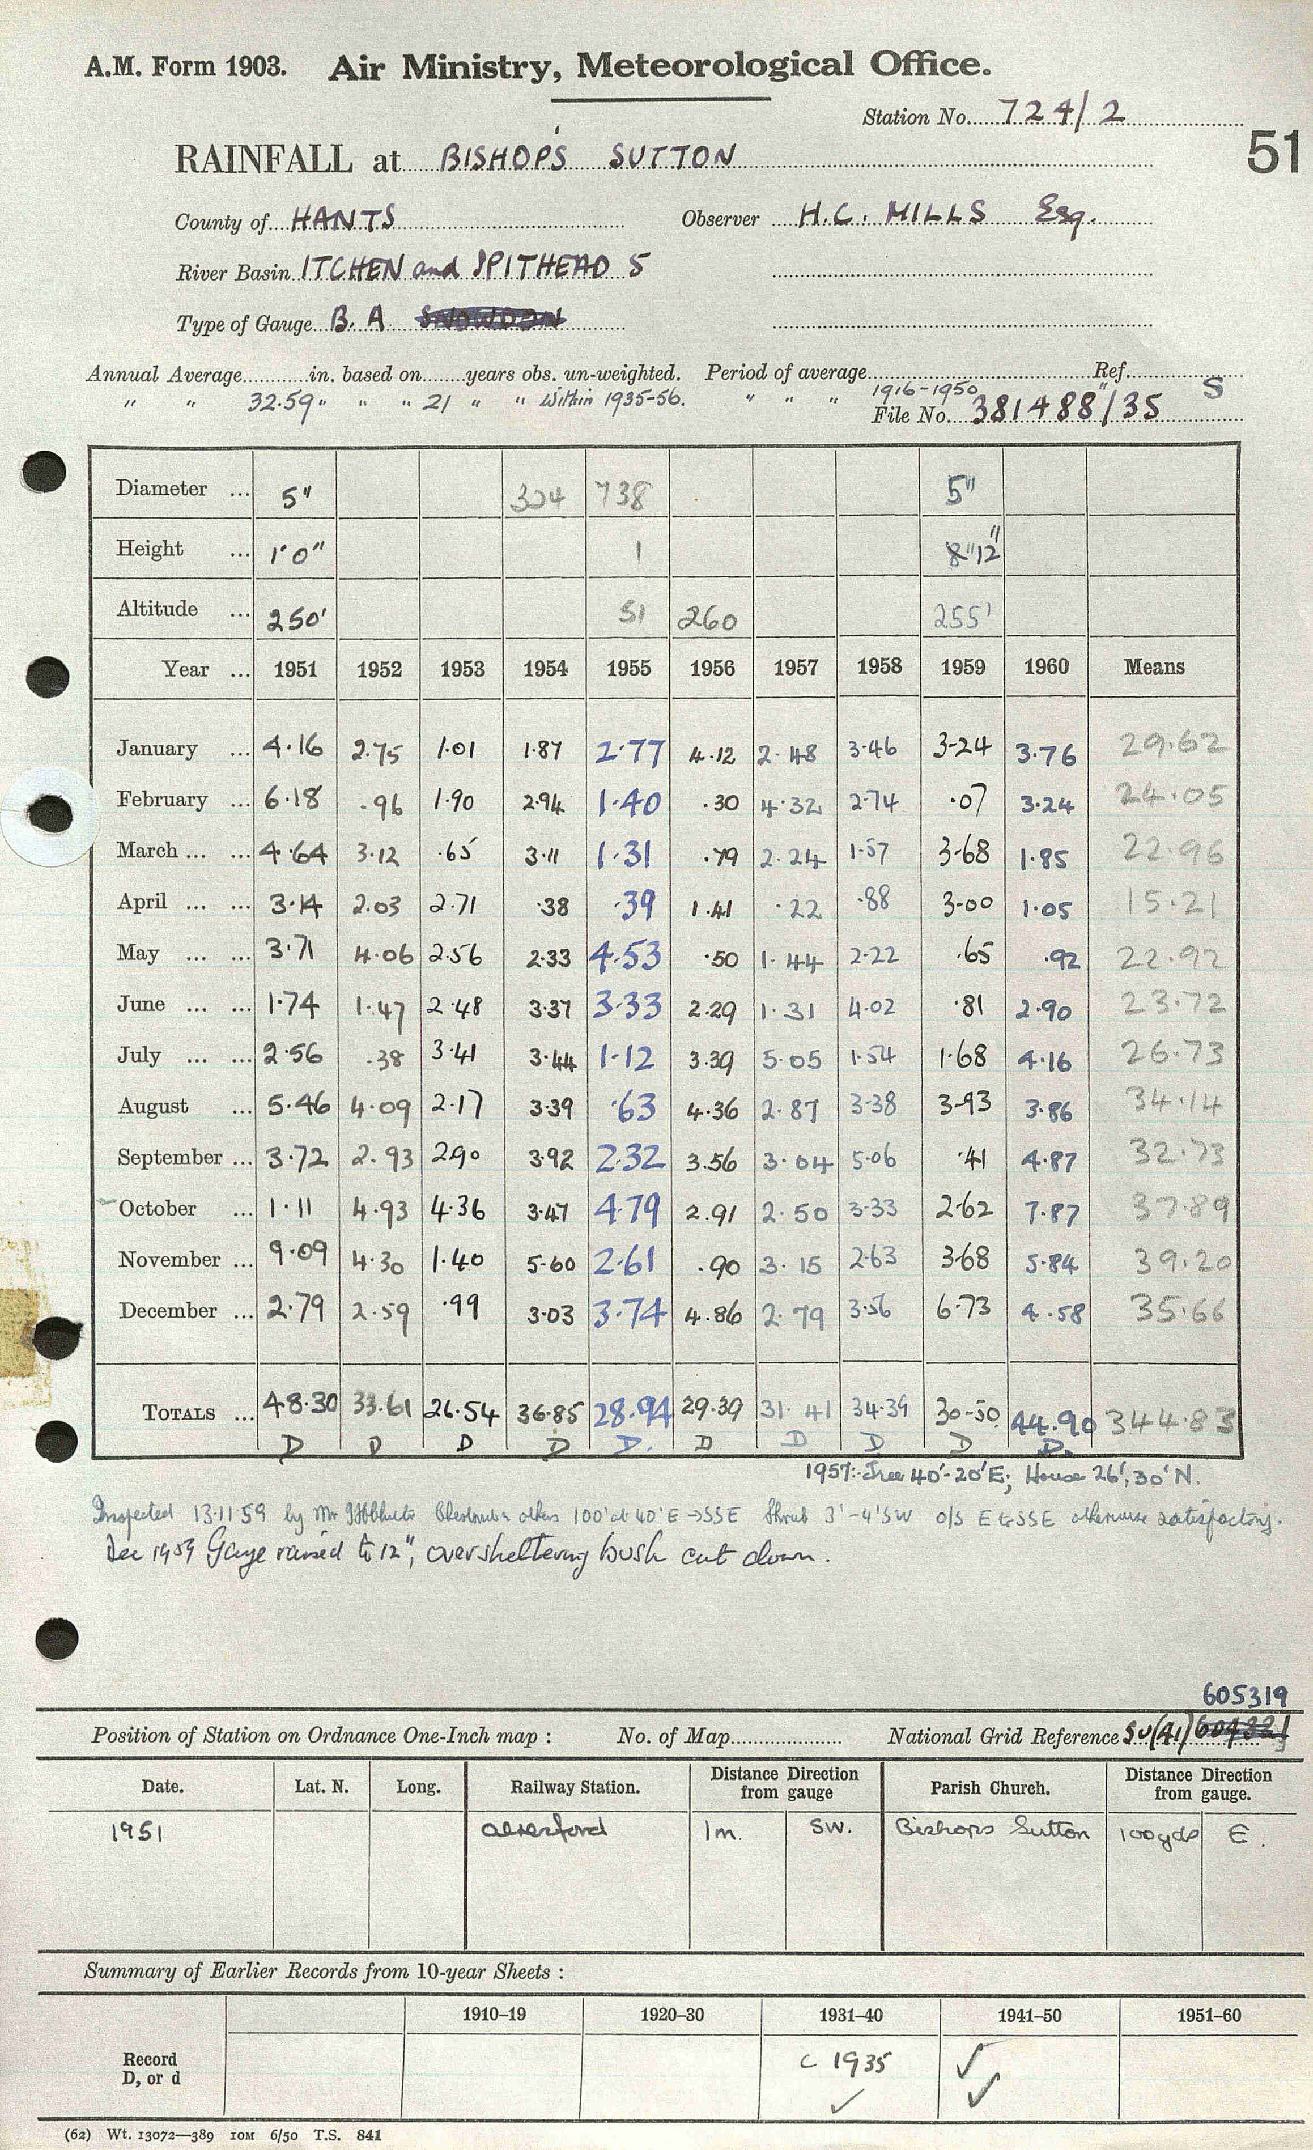 A.M. Form 1903. Air Ministry, Meteorological Office.
Station No. 724/2
51
RAINFALL at BISHOP'S SUTTON
County of HANTS Observer H.C. MILLS Esq.
River Basin ITCHEN and SPITHEAD 5
Type of Gauge B.A SNOWDON
Annual Average in. based on years obs. un-weighted. Period of average Ref.
" " 32.59" " " 21 " " Within 1935-56. " " " 1916-1950 " S
File No. 381488/35
Diameter ... 5" 304 738 5"
Height ... 1'0" 1 8" 12"
Altitude ... 250' 51 260 255'
Year ... 1951 1952 1953 1954 1955 1956 1957 1958 1959 1960 Means
January ... 4.16 2.75 1.01 1.87 2.77 4.12 2.48 3.46 3.24 3.76 29.62
February ... 6.18 .96 1.90 2.94 1.40 .30 4.32 2.74 .07 3.24 24.05
March ... ... 4.64 3.12 .65 3.11 1.31 .79 2.24 1.57 3.68 1.85 22.96
April ... ... 3.14 2.03 2.71 .38 .39 1.41 .22 .88 3.00 1.05 15.21
May ... ... 3.71 4.06 2.56 2.33 4.53 .50 1.44 2.22 .65 .92 22.92
June ... ... 1.74 1.47 2.48 3.37 3.33 2.29 1.31 4.02 .81 2.90 23.72
July ... ... 2.56 .38 3.41 3.44 1.12 3.39 5.05 1.54 1.68 4.16 26.73
August ... 5.46 4.09 2.17 3.39 .63 4.36 2.87 3.38 3.93 3.86 34.14
September ... 3.72 2.93 2.90 3.92 2.32 3.56 3.04 5.06 .41 4.87 32.73
October ... 1.11 4.93 4.36 3.47 4.79 2.91 2.50 3.33 2.62 7.87 37.89
November ... 9.09 4.30 1.40 5.60 2.61 .90 3.15 2.63 3.68 5.84 39.20
December ... 2.79 2.59 .99 3.03 3.74 4.86 2.79 3.56 6.73 4.58 35.66
TOTALS ... 48.30 33.61 26.54 36.85 28.94 29.39 31.41 34.39 30.50 44.90 344.83
D D D D D. D D D D D.
1957:- Tree 40'-20'E; House 26', 30'N.
Inspected 13.11.59 by Mr others 100' at 40'E→SSE Shrub 3'-4'SW o/s E to SSE otherwise satisfactory.
Dec 1959 Gauge raised to 12", oversheltering bush cut down.
605319
Position of Station on Ordnance One-Inch map : No. of Map National Grid Reference SU(41)
Date. Lat. N. Long. Railway Station. Distance Direction from gauge Parish Church. Distance Direction from gauge.
1951 Alresford 1m. SW. Bishops Sutton 100yds E.
Summary of Earlier Records from 10-year Sheets :
1910–19 1920–30 1931–40 1941–50 1951–60
Record D, or d c 1935 ✓ ✓ ✓
(62) Wt. 13072—389 10M 6/50 T.S. 841